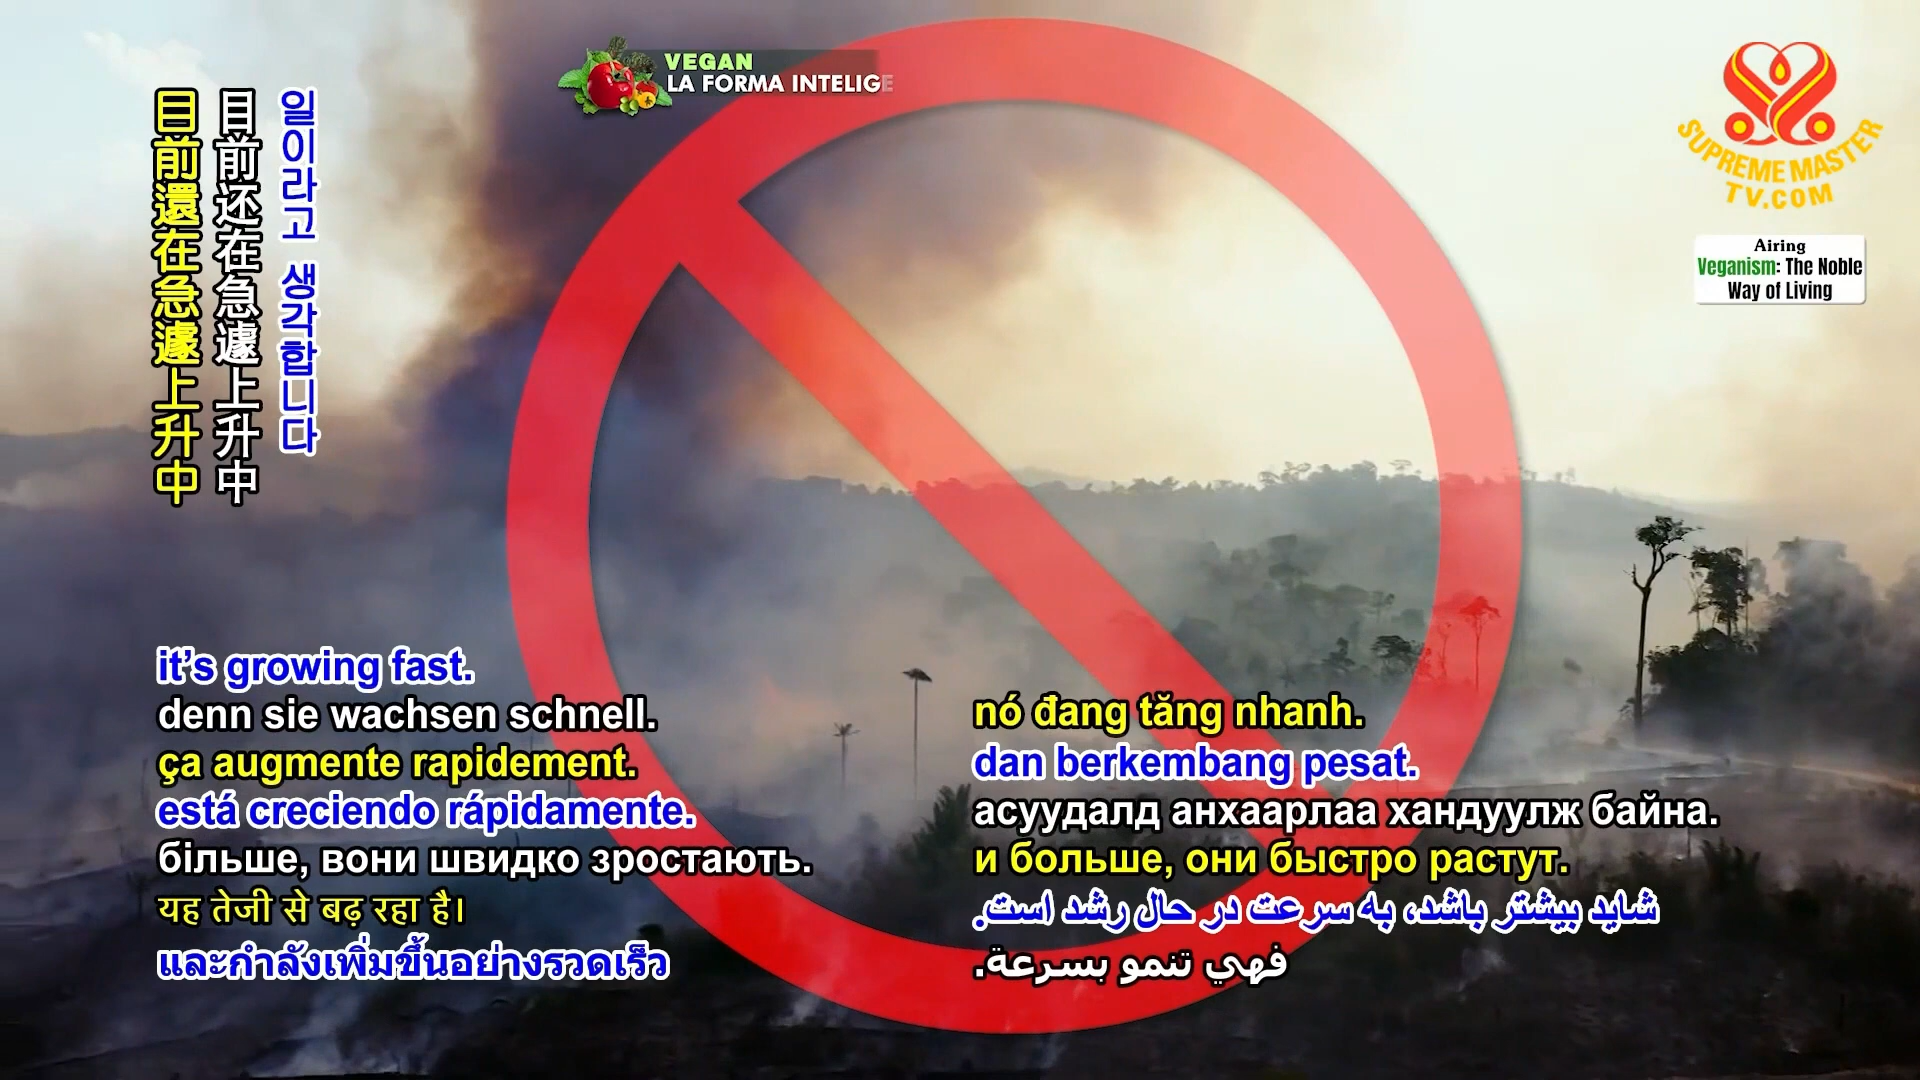 VEGAN
LA FORMA INTELIGE
SUPREME MASTER
TV.COM
Airing
Veganism: The Noble
Way of Living
일이라고 생각합니다
目前还在急遽上升中
目前還在急遽上升中
it’s growing fast.
denn sie wachsen schnell.
ça augmente rapidement.
está creciendo rápidamente.
більше, вони швидко зростають.
यह तेजी से बढ़ रहा है।
และกำลังเพิ่มขึ้นอย่างรวดเร็ว
nó đang tăng nhanh.
dan berkembang pesat.
асуудалд анхаарлаа хандуулж байна.
и больше, они быстро растут.
شاید بیشتر باشد، به سرعت در حال رشد است.
فهي تنمو بسرعة.